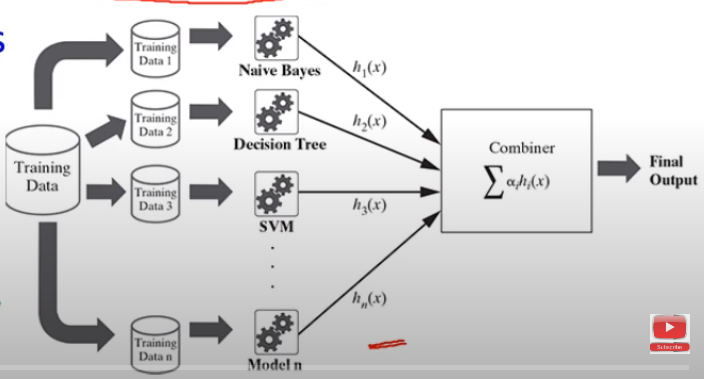 S
Training
Data 1
Naive Bayes
h₁(x)
Training
Data 2
Decision Tree
h₂(x)
Training
Data
Training
Data 3
SVM
h₃(x)
.
.
.
Training
Data n
Model n
hₙ(x)
Combiner
∑ αᵢhᵢ(x)
Final
Output
Subscribe